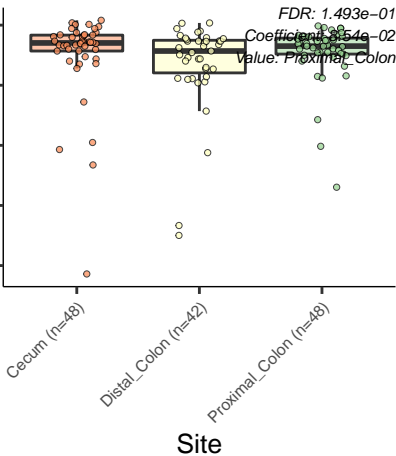 FDR: 1.493e−01
Coefficient: 8.54e−02
Value: Proximal_Colon
Cecum (n=48)
Distal_Colon (n=42)
Proximal_Colon (n=48)
Site